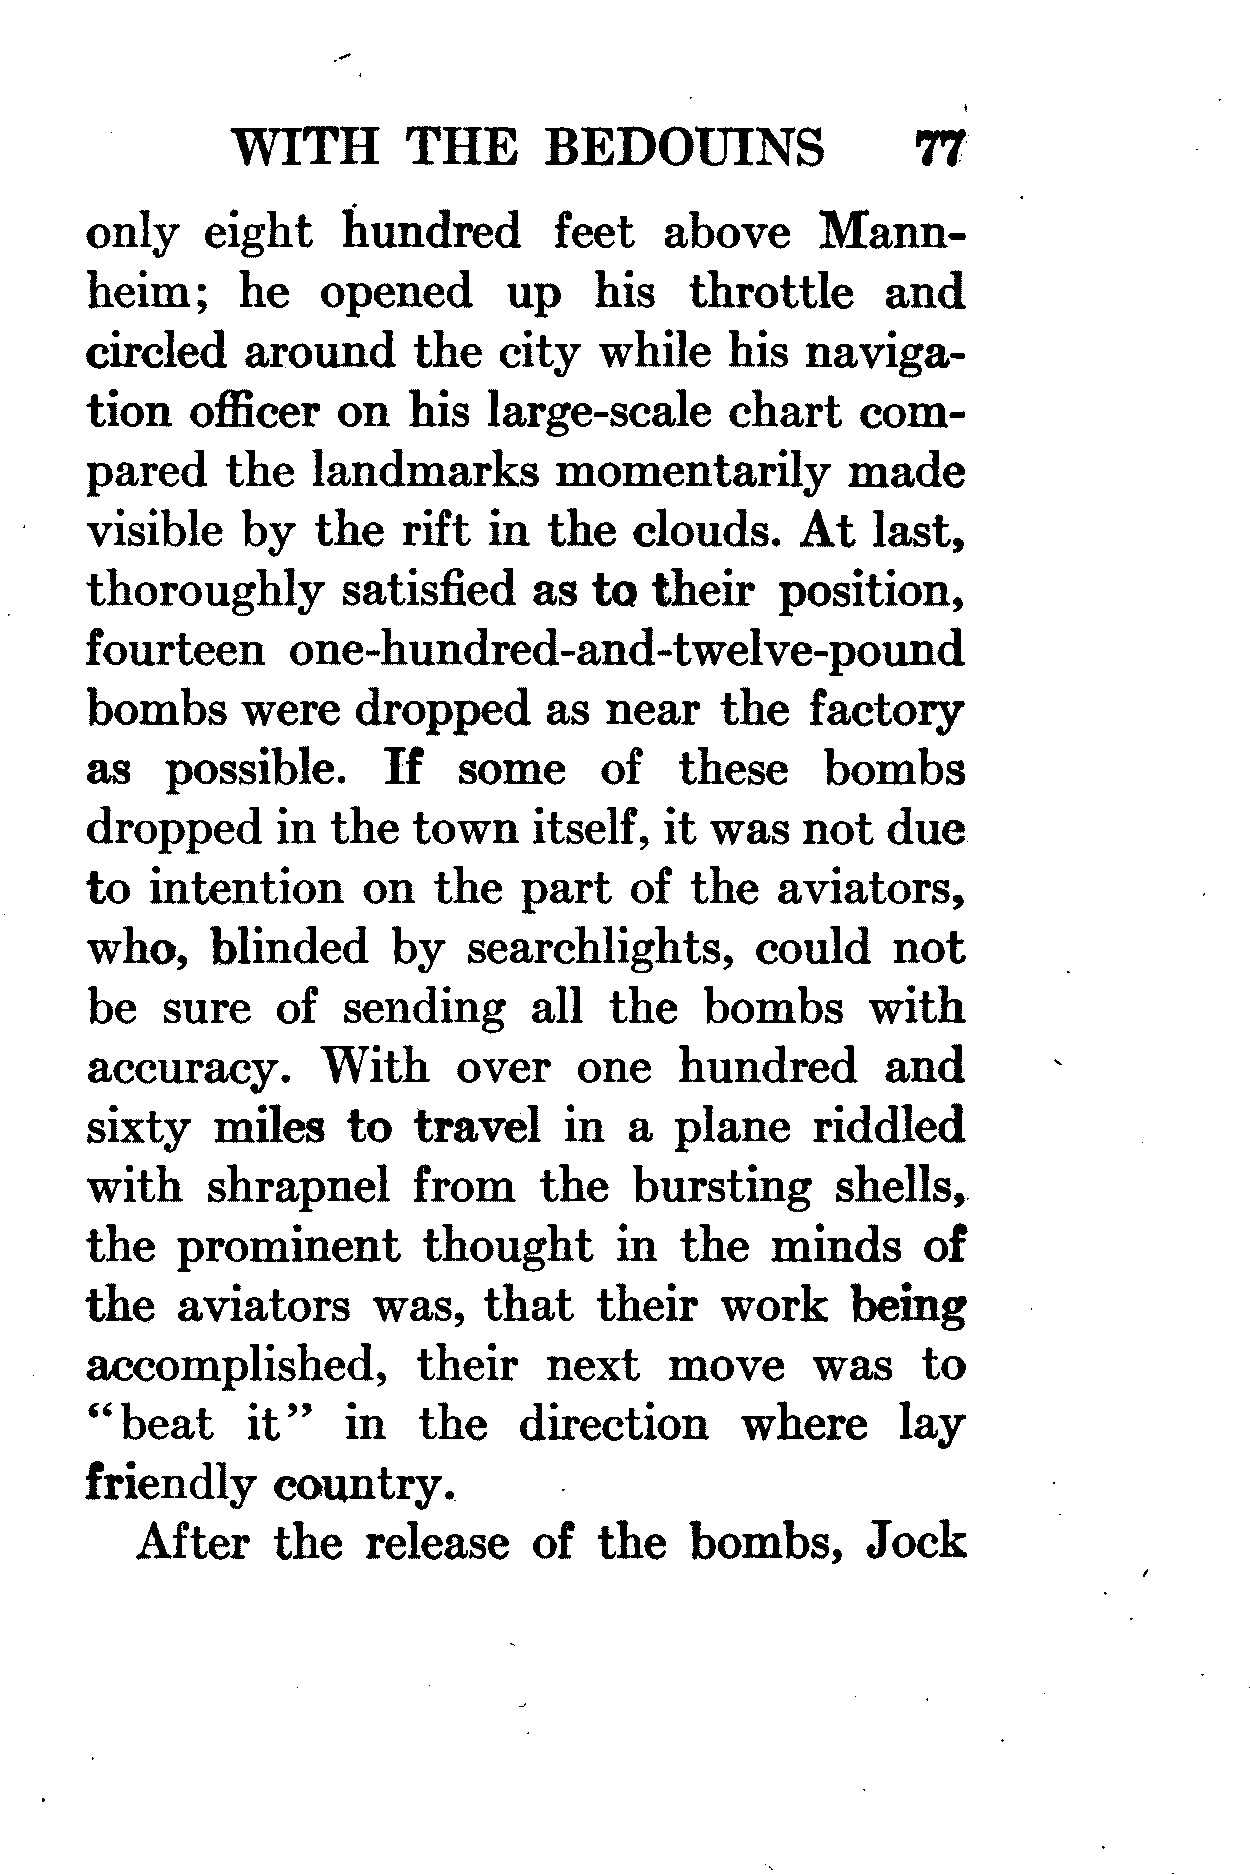 WITH THE BEDOUINS 77
only eight hundred feet above Mann-
heim; he opened up his throttle and
circled around the city while his naviga-
tion officer on his large-scale chart com-
pared the landmarks momentarily made
visible by the rift in the clouds. At last,
thoroughly satisfied as to their position,
fourteen one-hundred-and-twelve-pound
bombs were dropped as near the factory
as possible. If some of these bombs
dropped in the town itself, it was not due
to intention on the part of the aviators,
who, blinded by searchlights, could not
be sure of sending all the bombs with
accuracy. With over one hundred and
sixty miles to travel in a plane riddled
with shrapnel from the bursting shells,
the prominent thought in the minds of
the aviators was, that their work being
accomplished, their next move was to
“beat it” in the direction where lay
friendly country.
After the release of the bombs, Jock